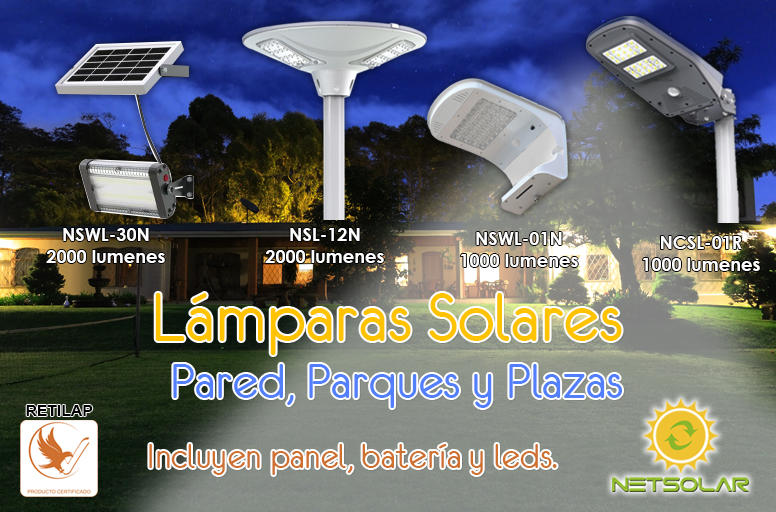 NSWL-30N
2000 lumenes
NSL-12N
2000 lumenes
NSWL-01N
1000 lumenes
NCSL-01R
1000 lumenes
Lámparas Solares
Pared, Parques y Plazas
RETILAP
PRODUCTO CERTIFICADO
Incluyen panel, batería y leds.
NETSOLAR